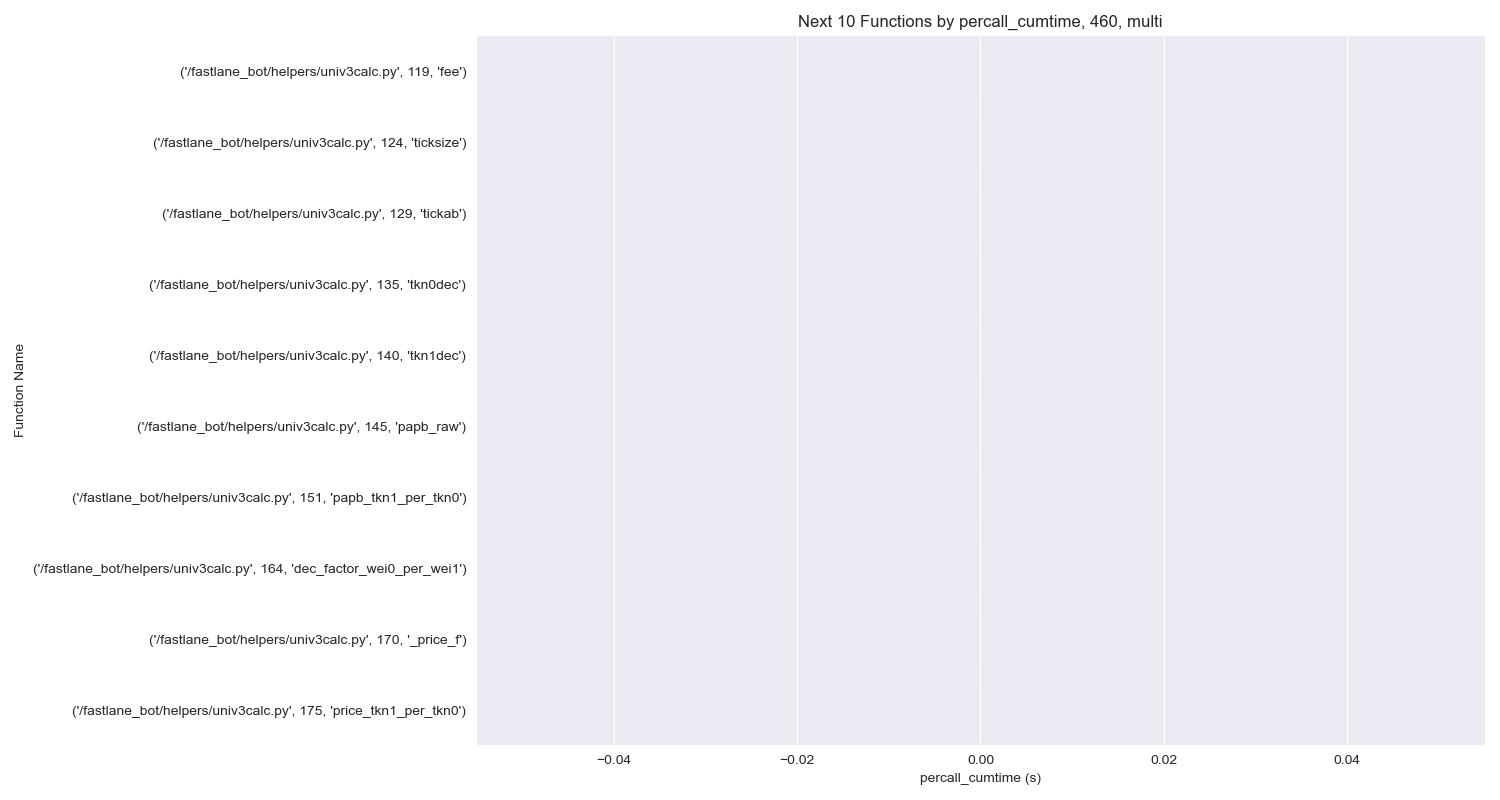 Next 10 Functions by percall_cumtime, 460, multi
Function Name
('/fastlane_bot/helpers/univ3calc.py', 119, 'fee')
('/fastlane_bot/helpers/univ3calc.py', 124, 'ticksize')
('/fastlane_bot/helpers/univ3calc.py', 129, 'tickab')
('/fastlane_bot/helpers/univ3calc.py', 135, 'tkn0dec')
('/fastlane_bot/helpers/univ3calc.py', 140, 'tkn1dec')
('/fastlane_bot/helpers/univ3calc.py', 145, 'papb_raw')
('/fastlane_bot/helpers/univ3calc.py', 151, 'papb_tkn1_per_tkn0')
('/fastlane_bot/helpers/univ3calc.py', 164, 'dec_factor_wei0_per_wei1')
('/fastlane_bot/helpers/univ3calc.py', 170, '_price_f')
('/fastlane_bot/helpers/univ3calc.py', 175, 'price_tkn1_per_tkn0')
−0.04 −0.02 0.00 0.02 0.04
percall_cumtime (s)